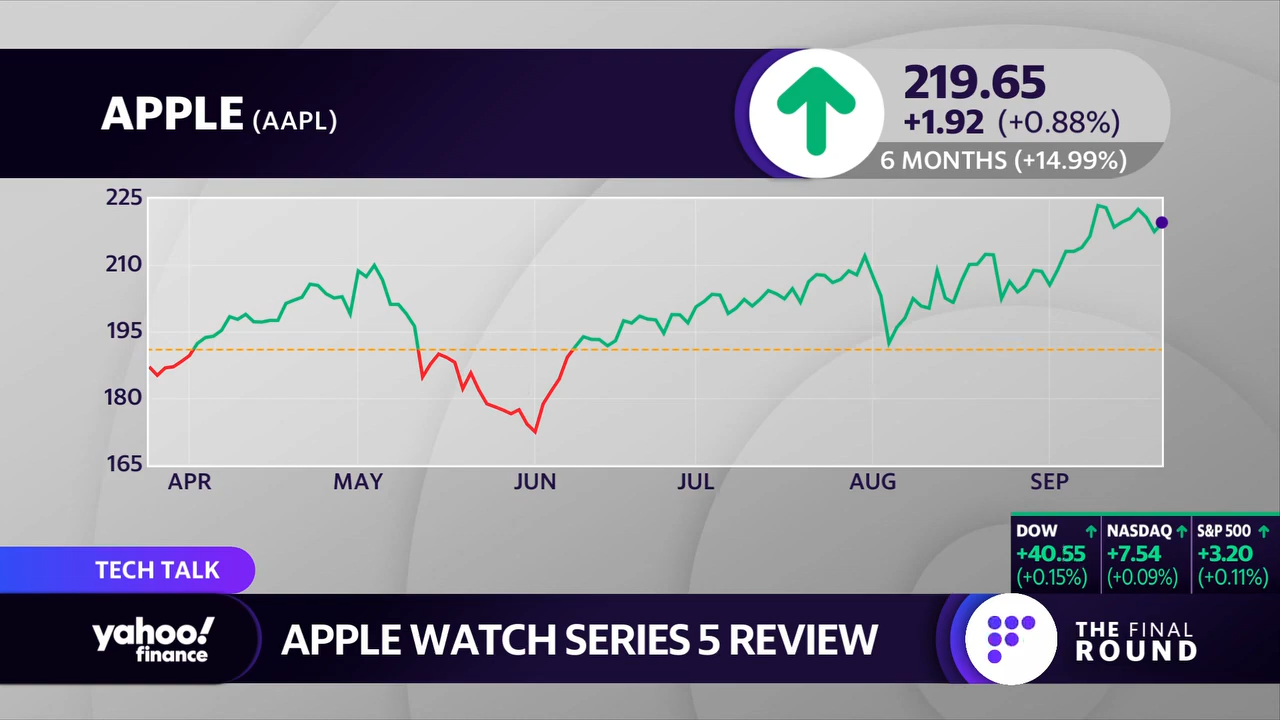 APPLE (AAPL)
219.65
+1.92 (+0.88%)
6 MONTHS (+14.99%)
225
210
195
180
165
APR MAY JUN JUL AUG SEP
DOW
+40.55
(+0.15%)
NASDAQ
+7.54
(+0.09%)
S&P 500
+3.20
(+0.11%)
TECH TALK
yahoo!
finance
APPLE WATCH SERIES 5 REVIEW
THE FINAL
ROUND